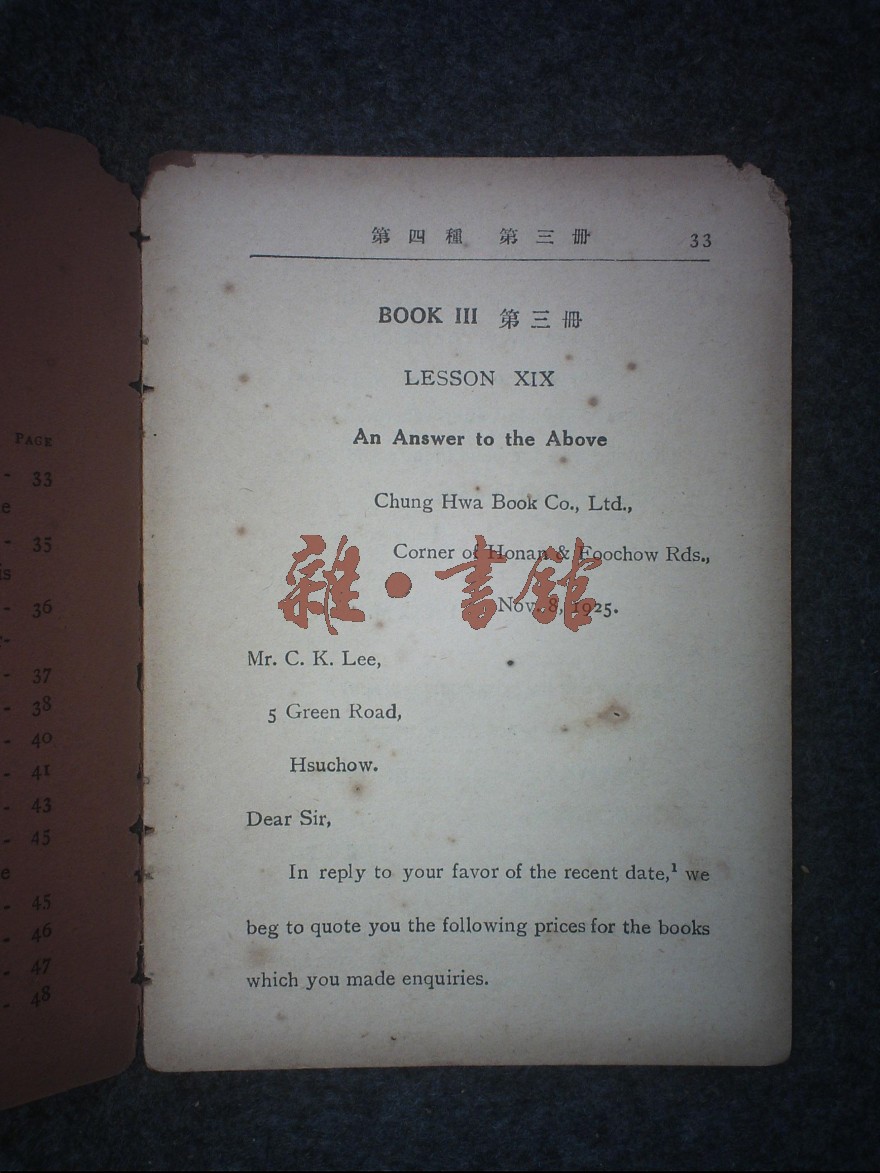 PAGE
- 33
e
- 35
is
- 36
r-
- 37
- 38
- 40
- 41
- 43
- 45
e
- 45
- 46
- 47
- 48
第四種 第三册 33
BOOK III 第三冊
LESSON XIX
An Answer to the Above
Chung Hwa Book Co., Ltd.,
Corner of Honan & Foochow Rds.,
Nov. 8, 1925.
雜·書館
Mr. C. K. Lee,
5 Green Road,
Hsuchow.
Dear Sir,
In reply to your favor of the recent date,¹ we
beg to quote you the following prices for the books
which you made enquiries.